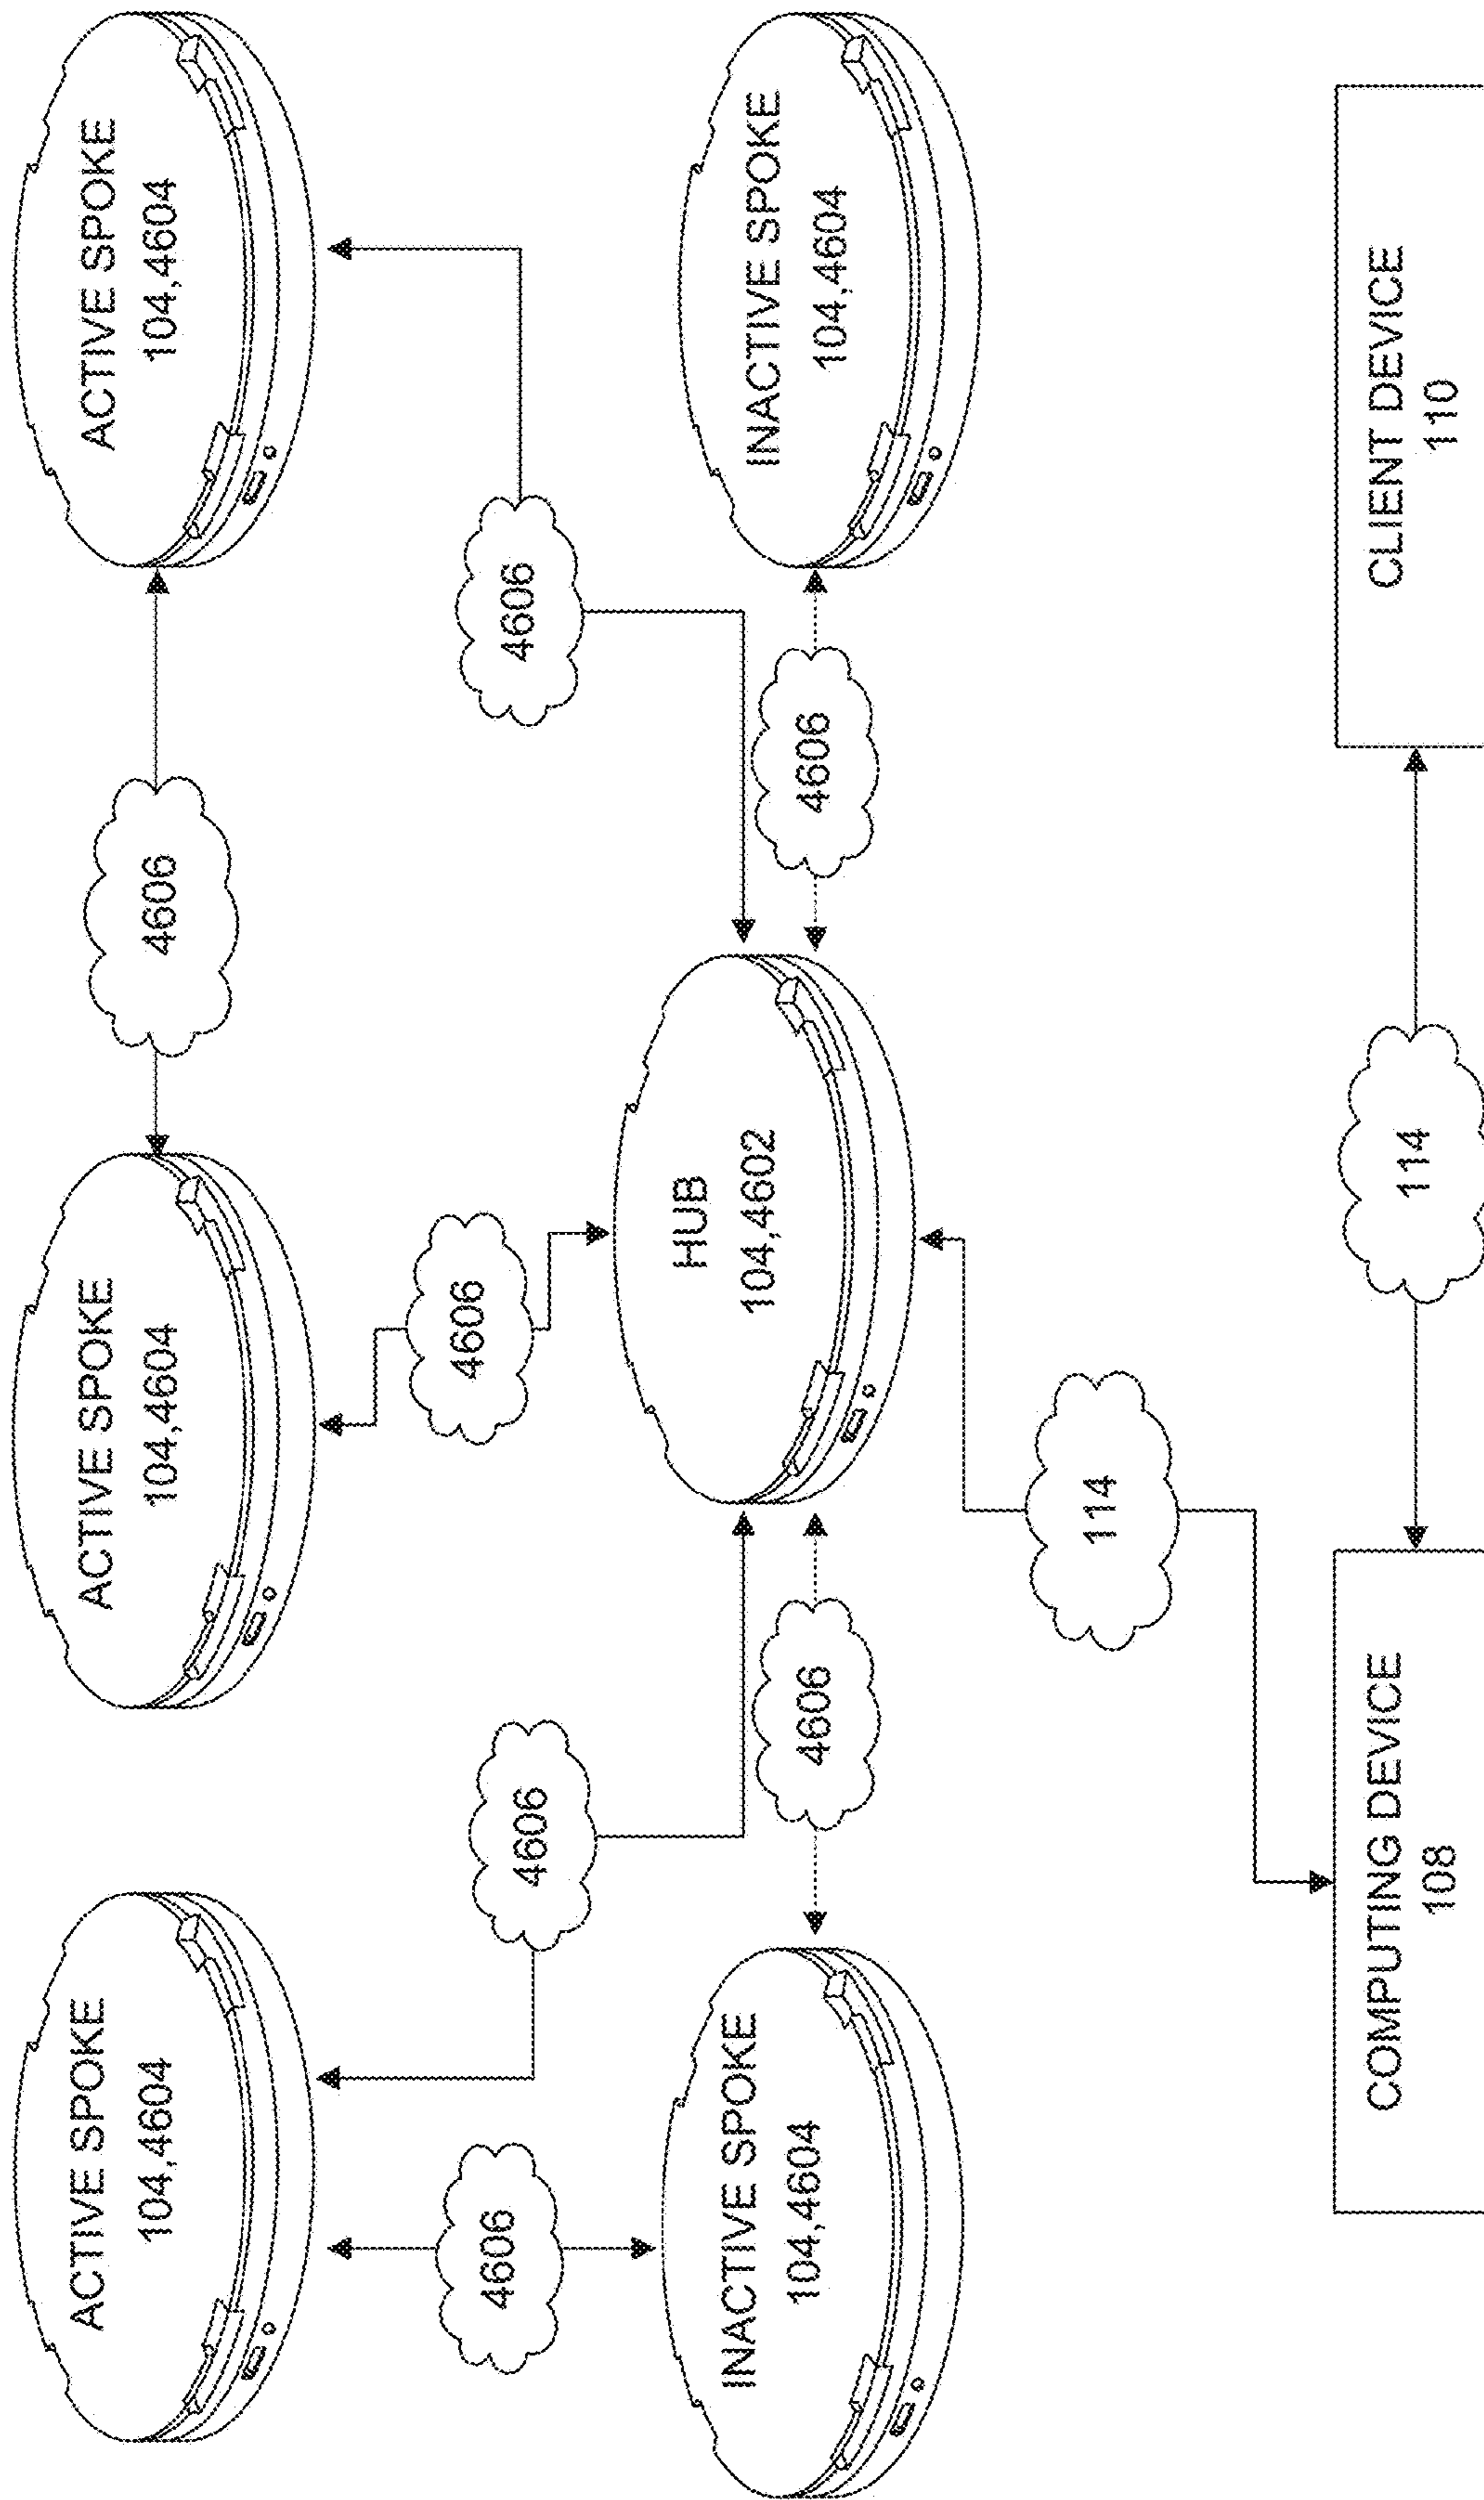 ACTIVE SPOKE
104,4604
ACTIVE SPOKE
104,4604
4606
ACTIVE SPOKE
104,4604
4606
4606
4606
4606
INACTIVE SPOKE
104,4604
4606
HUB
104,4602
4606
INACTIVE SPOKE
104,4604
114
COMPUTING DEVICE
108
114
CLIENT DEVICE
110